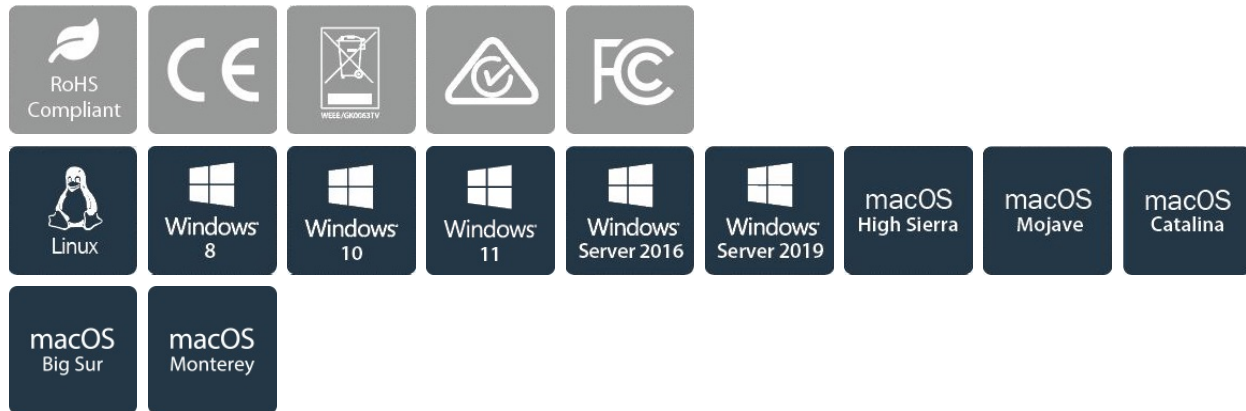 RoHS
Compliant
CE
WEEE/GK0063TV
FC
Linux
Windows
8
Windows
10
Windows
11
Windows
Server 2016
Windows
Server 2019
macOS
High Sierra
macOS
Mojave
macOS
Catalina
macOS
Big Sur
macOS
Monterey